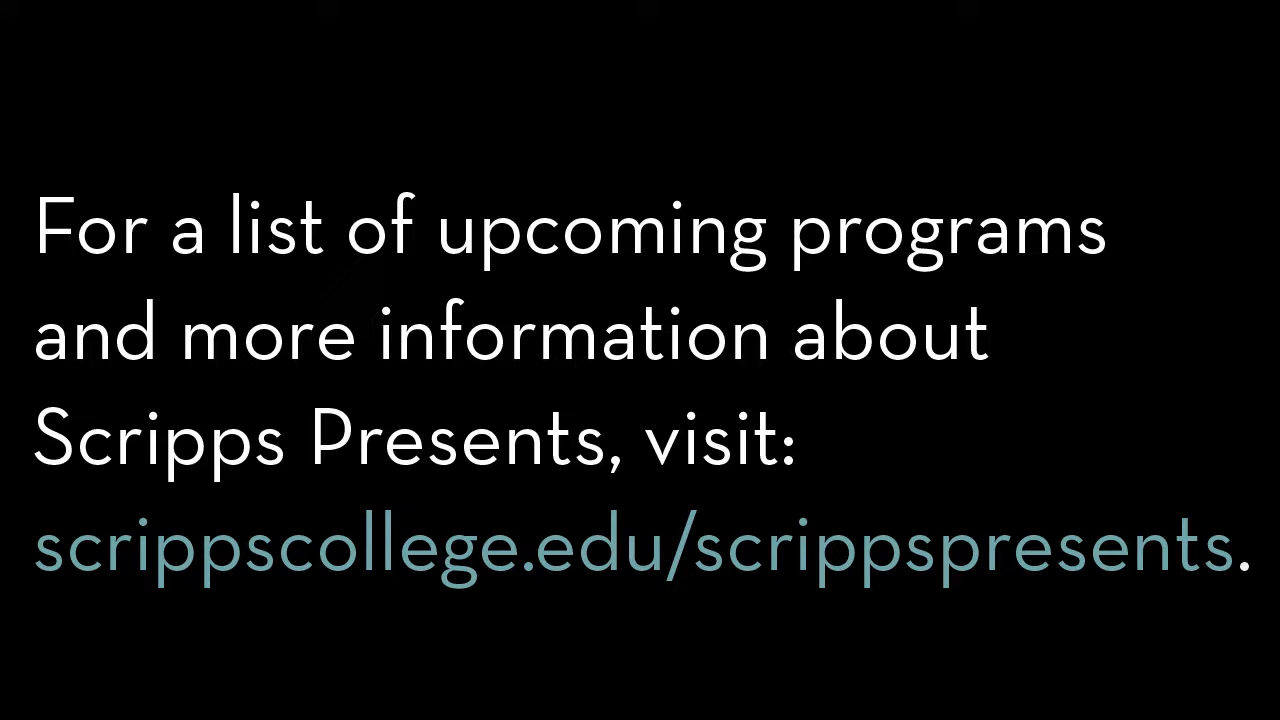 For a list of upcoming programs
and more information about
Scripps Presents, visit:
scrippscollege.edu/scrippspresents.